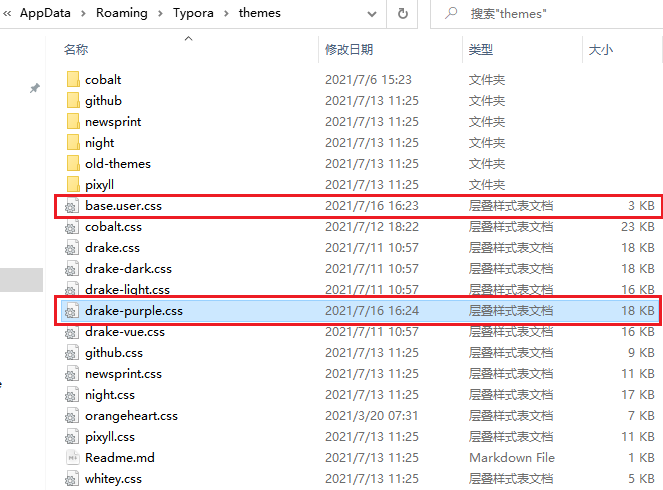 « AppData > Roaming > Typora > themes 搜索"themes"
名称 修改日期 类型 大小
cobalt 2021/7/6 15:23 文件夹
github 2021/7/13 11:25 文件夹
newsprint 2021/7/13 11:25 文件夹
night 2021/7/13 11:25 文件夹
old-themes 2021/7/13 11:25 文件夹
pixyll 2021/7/13 11:25 文件夹
base.user.css 2021/7/16 16:23 层叠样式表文档 3 KB
cobalt.css 2021/7/12 18:22 层叠样式表文档 23 KB
drake.css 2021/7/11 10:57 层叠样式表文档 18 KB
drake-dark.css 2021/7/11 10:57 层叠样式表文档 16 KB
drake-light.css 2021/7/11 10:57 层叠样式表文档 16 KB
drake-purple.css 2021/7/16 16:24 层叠样式表文档 18 KB
drake-vue.css 2021/7/11 10:57 层叠样式表文档 16 KB
github.css 2021/7/13 11:25 层叠样式表文档 9 KB
newsprint.css 2021/7/13 11:25 层叠样式表文档 11 KB
night.css 2021/7/13 11:25 层叠样式表文档 17 KB
orangeheart.css 2021/3/20 07:31 层叠样式表文档 7 KB
pixyll.css 2021/7/13 11:25 层叠样式表文档 11 KB
Readme.md 2021/7/13 11:25 Markdown File 1 KB
whitey.css 2021/7/13 11:25 层叠样式表文档 5 KB